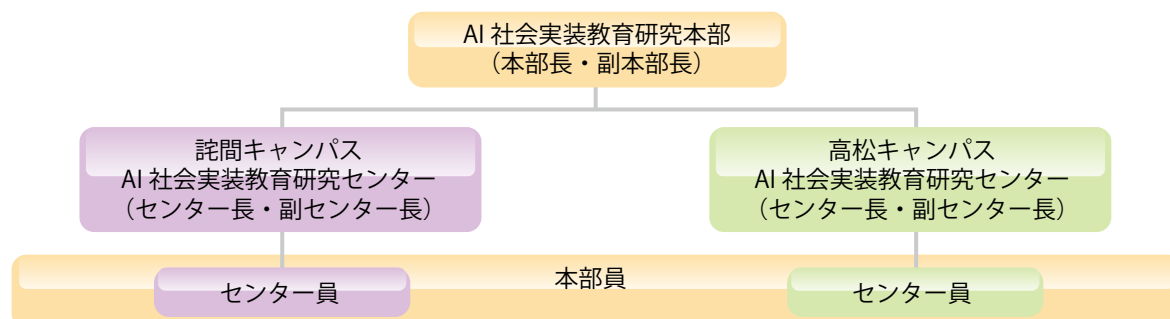 AI 社会実装教育研究本部
（本部長・副本部長）
詫間キャンパス
AI 社会実装教育研究センター
（センター長・副センター長）
高松キャンパス
AI 社会実装教育研究センター
（センター長・副センター長）
本部員
センター員
センター員